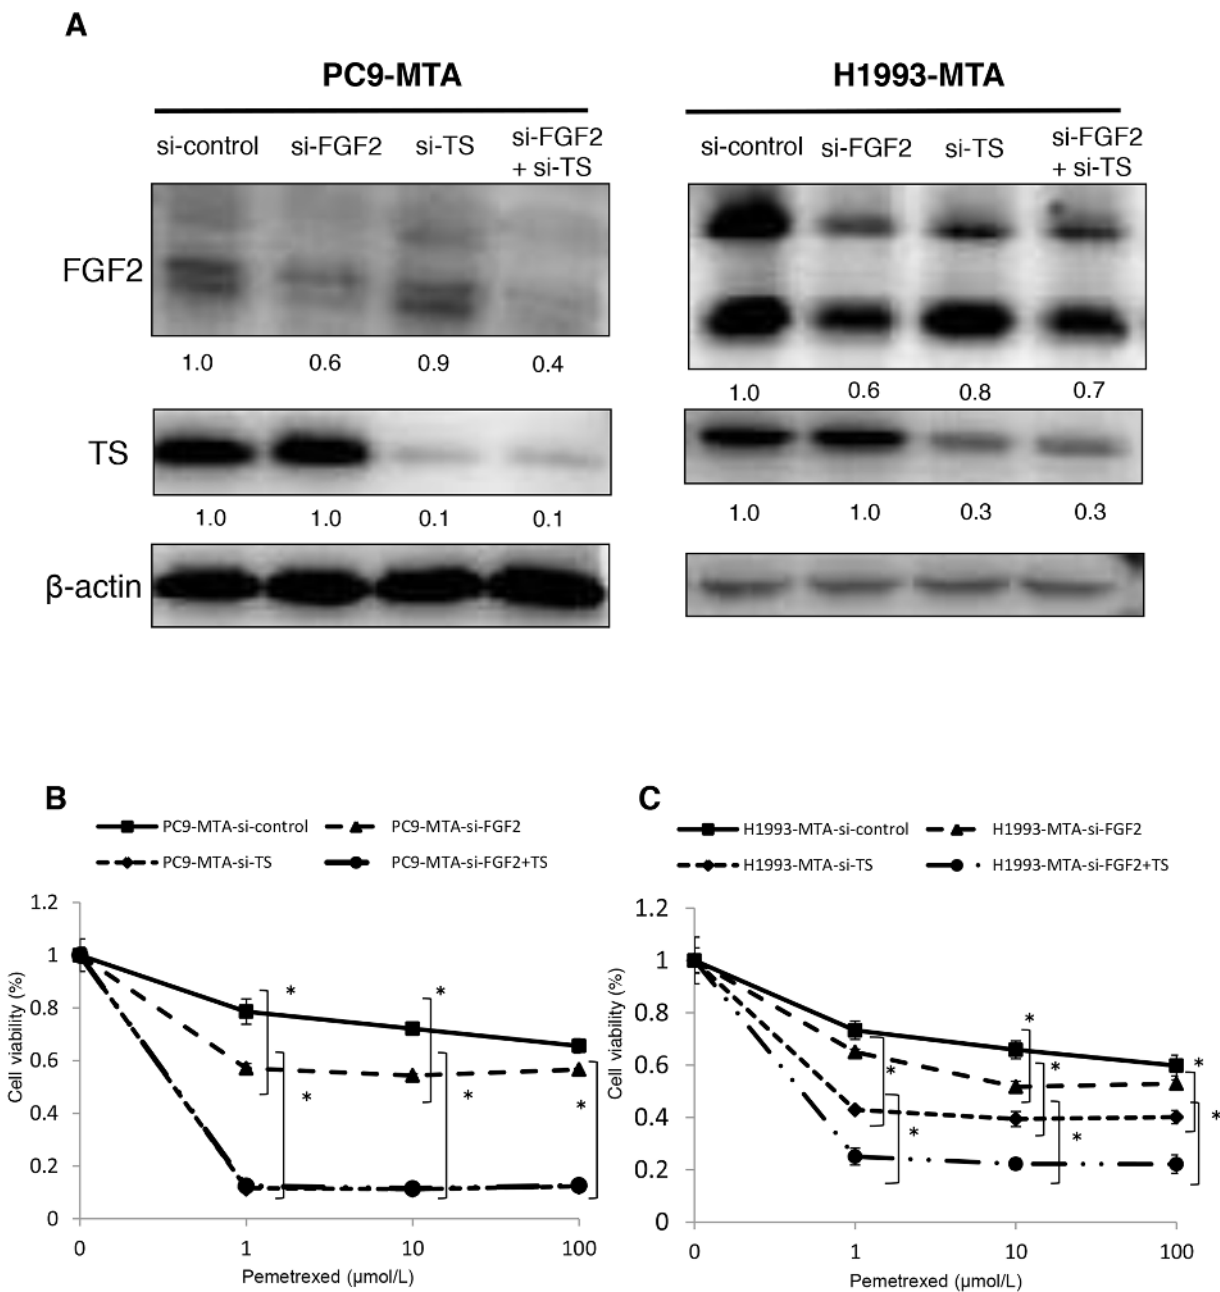 A
PC9-MTA
H1993-MTA
si-control si-FGF2 si-TS si-FGF2 + si-TS
si-control si-FGF2 si-TS si-FGF2 + si-TS
FGF2
1.0 0.6 0.9 0.4
1.0 0.6 0.8 0.7
TS
1.0 1.0 0.1 0.1
1.0 1.0 0.3 0.3
β-actin
B
PC9-MTA-si-control PC9-MTA-si-FGF2
PC9-MTA-si-TS PC9-MTA-si-FGF2+TS
Cell viability (%)
1.2
1
0.8
0.6
0.4
0.2
0
* * * * *
0 1 10 100
Pemetrexed (µmol/L)
C
H1993-MTA-si-control H1993-MTA-si-FGF2
H1993-MTA-si-TS H1993-MTA-si-FGF2+TS
Cell viability (%)
1.2
1
0.8
0.6
0.4
0.2
0
* * * * * * *
0 1 10 100
Pemetrexed (µmol/L)